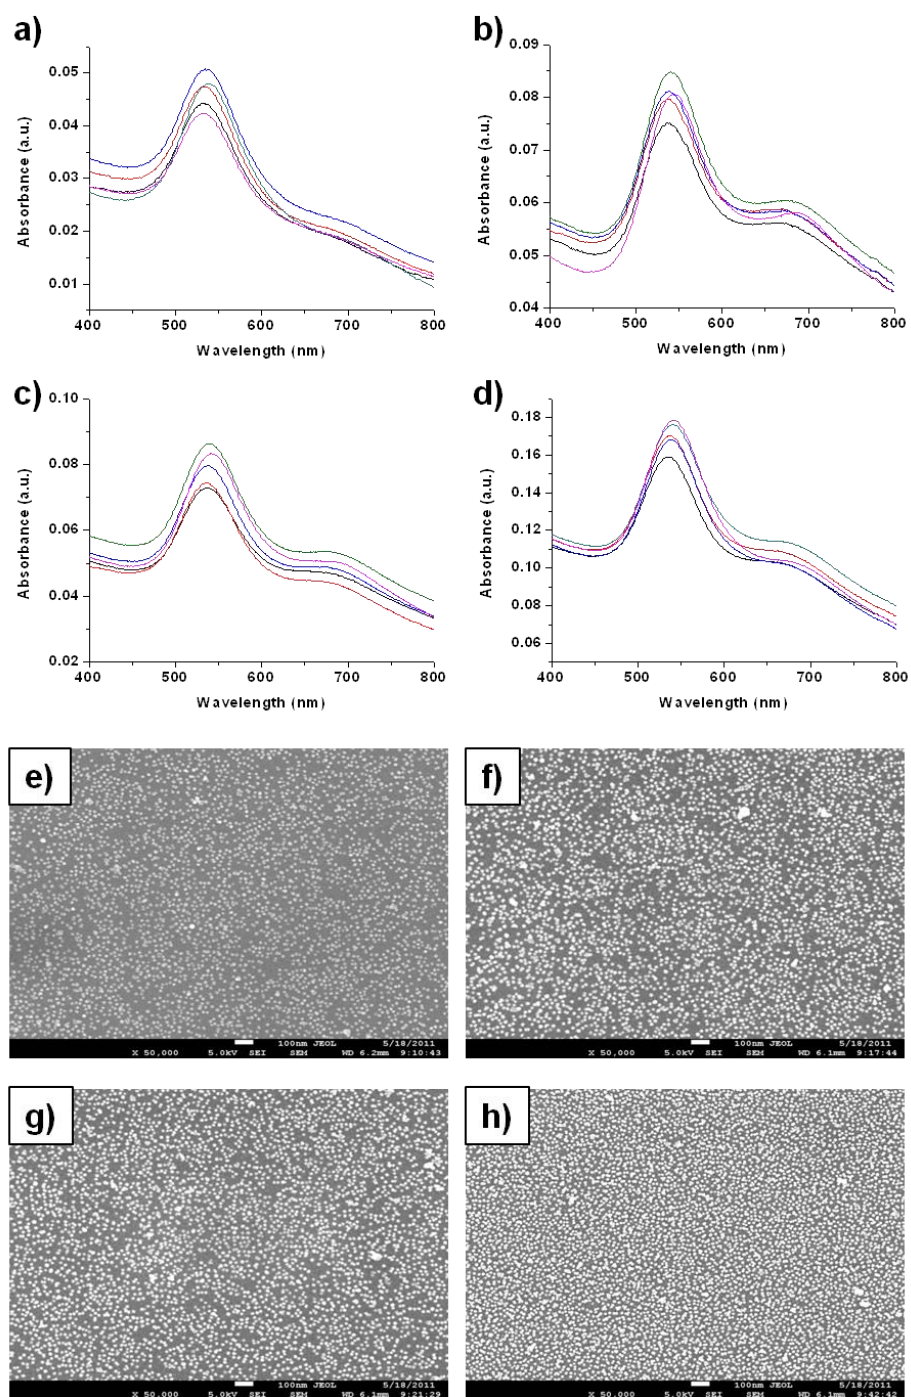 a)
0.05
0.04
0.03
0.02
0.01
400 500 600 700 800
Absorbance (a.u.)
Wavelength (nm)
b)
0.09
0.08
0.07
0.06
0.05
0.04
400 500 600 700 800
Absorbance (a.u.)
Wavelength (nm)
c)
0.10
0.08
0.06
0.04
0.02
400 500 600 700 800
Absorbance (a.u.)
Wavelength (nm)
d)
0.18
0.16
0.14
0.12
0.10
0.08
0.06
400 500 600 700 800
Absorbance (a.u.)
Wavelength (nm)
e)
100nm JEOL 5/18/2011
X 50,000 5.0kV SEI SEM WD 6.2mm 9:10:43
f)
100nm JEOL 5/18/2011
X 50,000 5.0kV SEI SEM WD 6.1mm 9:17:44
g)
100nm JEOL 5/18/2011
X 50,000 5.0kV SEI SEM WD 6.1mm 9:21:29
h)
100nm JEOL 5/18/2011
X 50,000 5.0kV SEI SEM WD 6.1mm 9:42:42